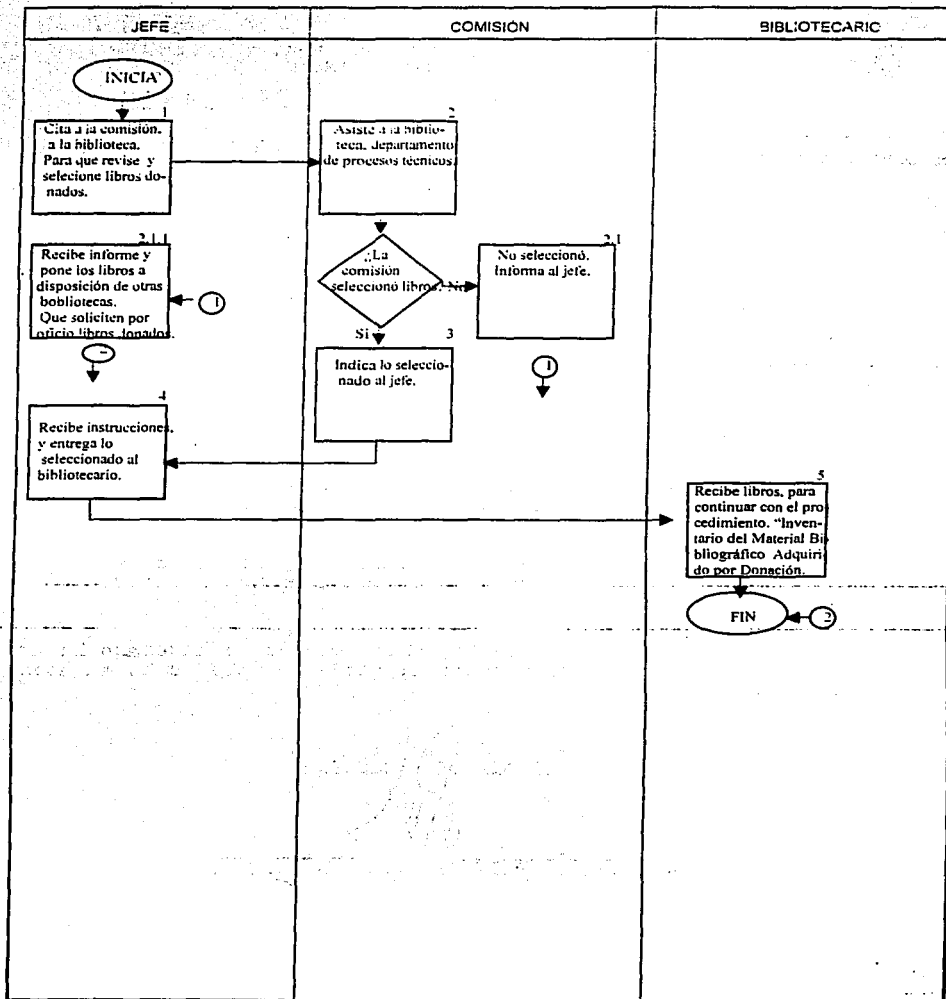 JEFE
COMISIÓN
BIBLIOTECARIO
INICIA
1
Cita a la comisión,
a la biblioteca.
Para que revise y
selecione libros do-
nados.
2
Asiste a la biblio-
teca, departamento
de procesos técnicos.
2.1.1
Recibe informe y
pone los libros a
disposición de otras
bobliotecas.
Que soliciten por
oficio libros donados.
1
¿La
comisión
seleccionó libros?
No
2.1
No seleccionó.
Informa al jefe.
1
Si
3
Indica lo seleccio-
nado al jefe.
4
Recibe instrucciones,
y entrega lo
seleccionado al
bibliotecario.
5
Recibe libros, para
continuar con el pro
cedimiento. “Inven-
tario del Material Bi
bliográfico Adquiri
do por Donación.
FIN
2